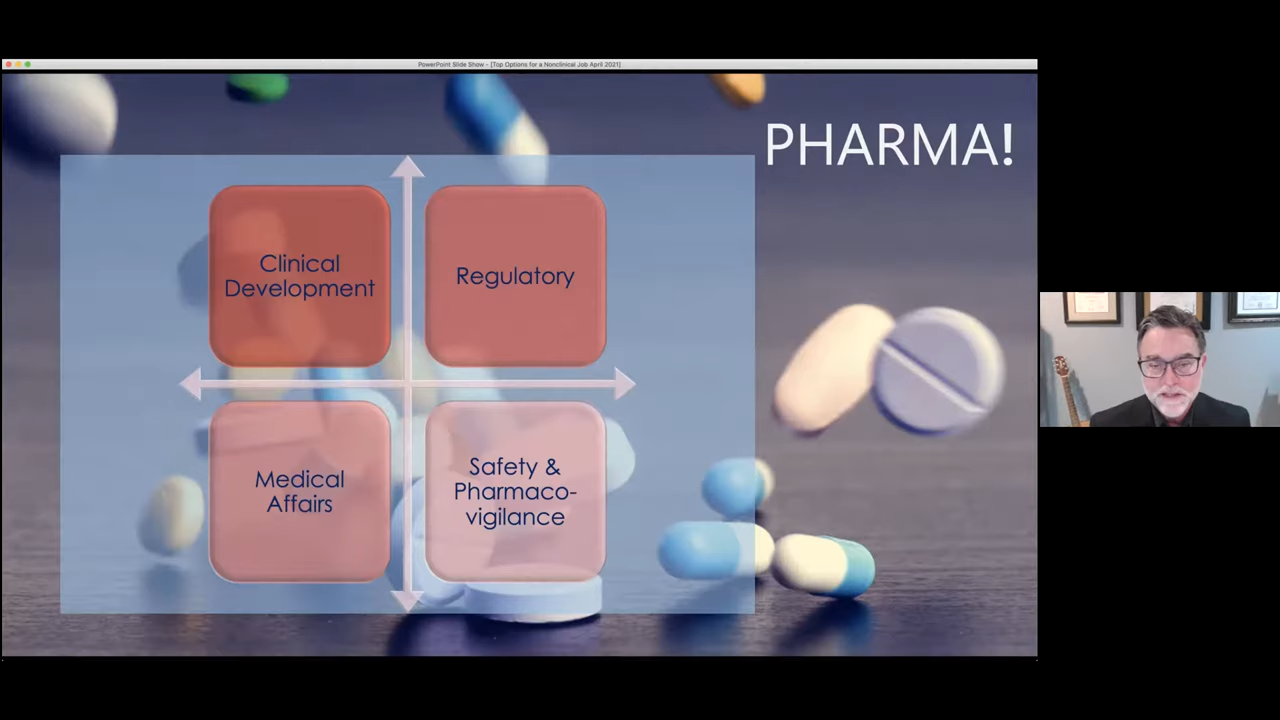 PowerPoint Slide Show - [Top Options for a Nonclinical Job April 2021]
PHARMA!
Clinical
Development
Regulatory
Medical
Affairs
Safety &
Pharmaco-
vigilance